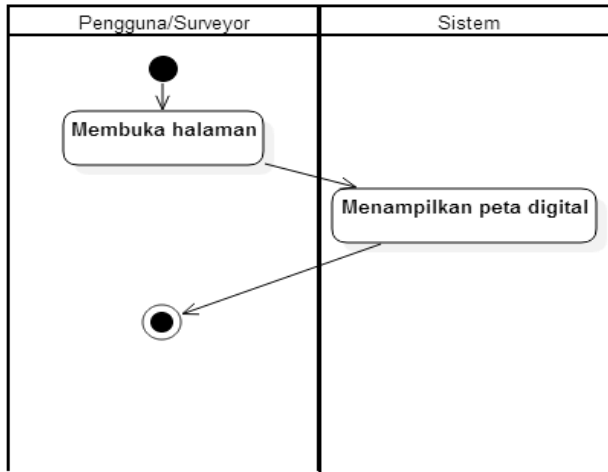 Pengguna/Surveyor
Sistem
Membuka halaman
Menampilkan peta digital